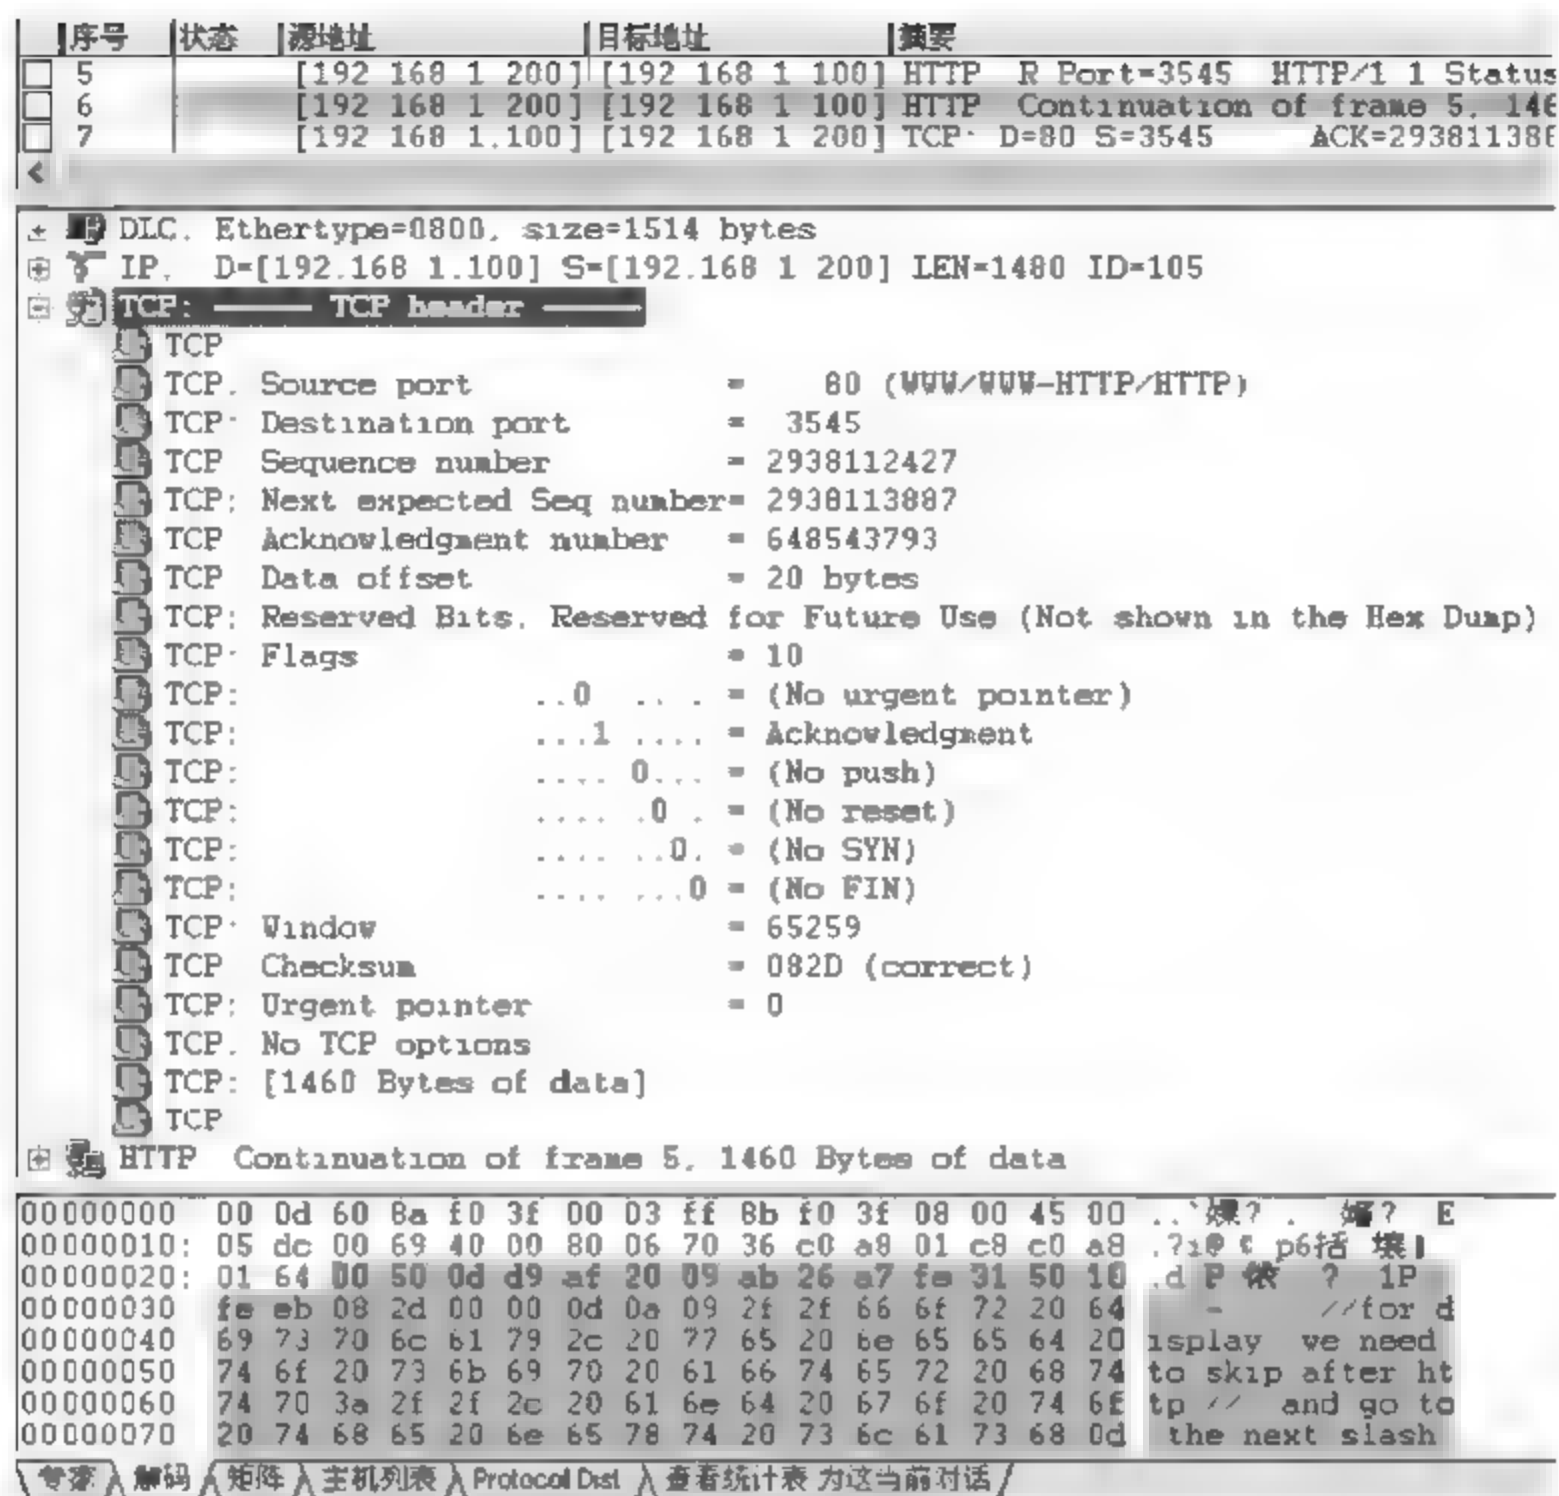 序号 状态 源地址 目标地址 摘要
5 [192 168 1 200] [192 168 1 100] HTTP R Port=3545 HTTP/1 1 Status
6 [192 168 1 200] [192 168 1 100] HTTP Continuation of frame 5, 146
7 [192 168 1.100] [192 168 1 200] TCP: D=80 S=3545 ACK=293811388
DLC. Ethertype=0800, size=1514 bytes
IP. D=[192.168 1.100] S=[192.168 1 200] LEN=1480 ID=105
TCP: —— TCP header ——
TCP
TCP. Source port = 80 (WWW/WWW-HTTP/HTTP)
TCP: Destination port = 3545
TCP Sequence number = 2938112427
TCP: Next expected Seq number= 2938113887
TCP Acknowledgment number = 648543793
TCP Data offset = 20 bytes
TCP: Reserved Bits. Reserved for Future Use (Not shown in the Hex Dump)
TCP: Flags = 10
TCP: ..0. .... = (No urgent pointer)
TCP: ...1 .... = Acknowledgment
TCP: .... 0... = (No push)
TCP: .... .0.. = (No reset)
TCP: .... ..0. = (No SYN)
TCP: .... ...0 = (No FIN)
TCP: Window = 65259
TCP Checksum = 082D (correct)
TCP: Urgent pointer = 0
TCP. No TCP options
TCP: [1460 Bytes of data]
TCP
HTTP Continuation of frame 5, 1460 Bytes of data
00000000 00 0d 60 8a f0 3f 00 03 ff 8b f0 3f 08 00 45 00 ..` ? . ? E
00000010: 05 dc 00 69 40 00 80 06 70 36 c0 a8 01 c8 c0 a8 .?i@ p6括
00000020: 01 64 00 50 0d d9 af 20 09 ab 26 a7 fe 31 50 10 .d P ? 1P
00000030 fe eb 08 2d 00 00 0d 0a 09 2f 2f 66 6f 72 20 64 - //for d
00000040 69 73 70 6c 61 79 2c 20 77 65 20 6e 65 65 64 20 isplay we need
00000050 74 6f 20 73 6b 69 70 20 61 66 74 65 72 20 68 74 to skip after ht
00000060 74 70 3a 2f 2f 2c 20 61 6e 64 20 67 6f 20 74 6f tp // and go to
00000070 20 74 68 65 20 6e 65 78 74 20 73 6c 61 73 68 0d the next slash
专家 解码 矩阵 主机列表 Protocol Dist 查看统计表 为这当前对话